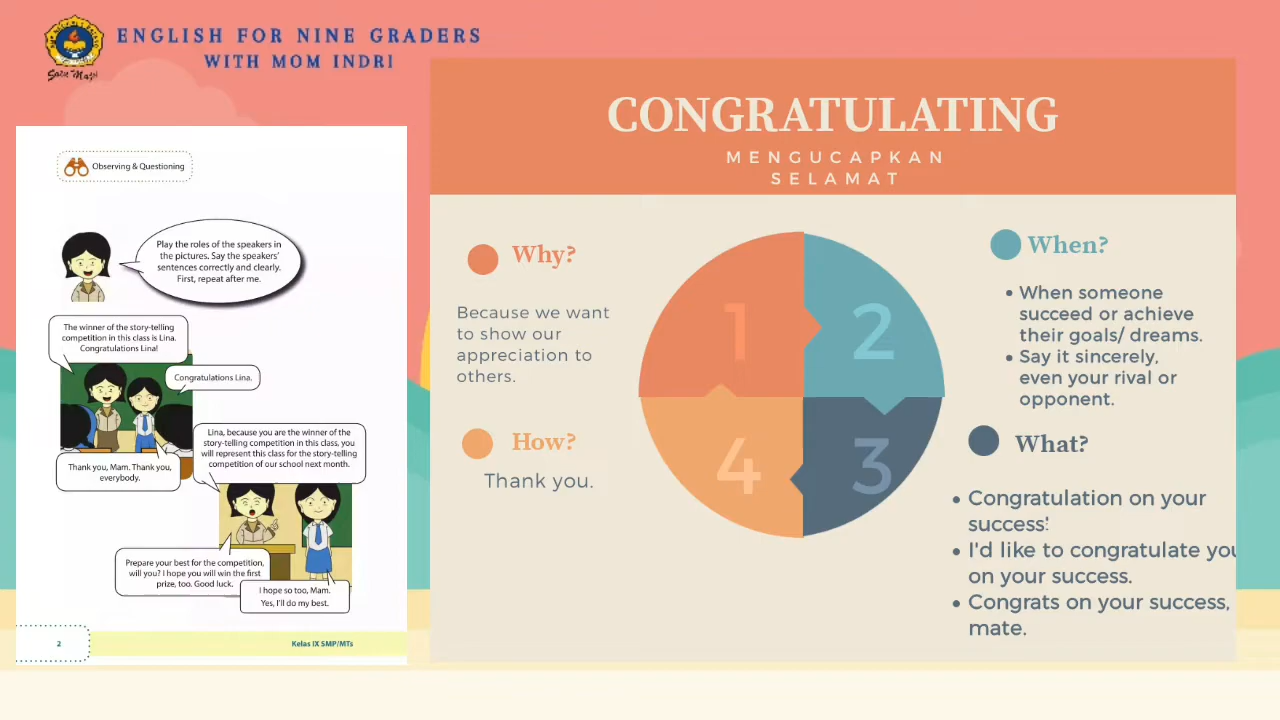 ENGLISH FOR NINE GRADERS
WITH MOM INDRI
Satu Maju
Observing & Questioning
Play the roles of the speakers in
the pictures. Say the speakers'
sentences correctly and clearly.
First, repeat after me.
The winner of the story-telling
competition in this class is Lina.
Congratulations Lina!
Congratulations Lina.
Thank you, Mam. Thank you,
everybody.
Lina, because you are the winner of the
story-telling competition in this class, you
will represent this class for the story-telling
competition of our school next month.
Prepare your best for the competition,
will you? I hope you will win the first
prize, too. Good luck.
I hope so too, Mam.
Yes, I'll do my best.
2
Kelas IX SMP/MTs
CONGRATULATING
MENGUCAPKAN
SELAMAT
Why?
Because we want
to show our
appreciation to
others.
How?
Thank you.
1
2
4
3
When?
• When someone
succeed or achieve
their goals/ dreams.
• Say it sincerely,
even your rival or
opponent.
What?
• Congratulation on your
success!
• I'd like to congratulate you
on your success.
• Congrats on your success,
mate.